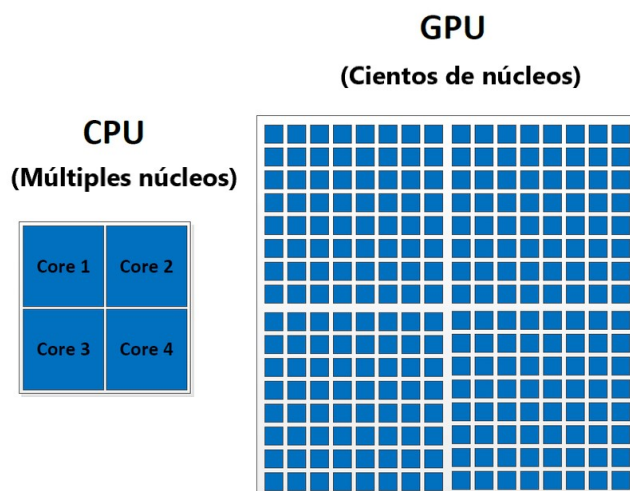 GPU
(Cientos de núcleos)
CPU
(Múltiples núcleos)
Core 1
Core 2
Core 3
Core 4